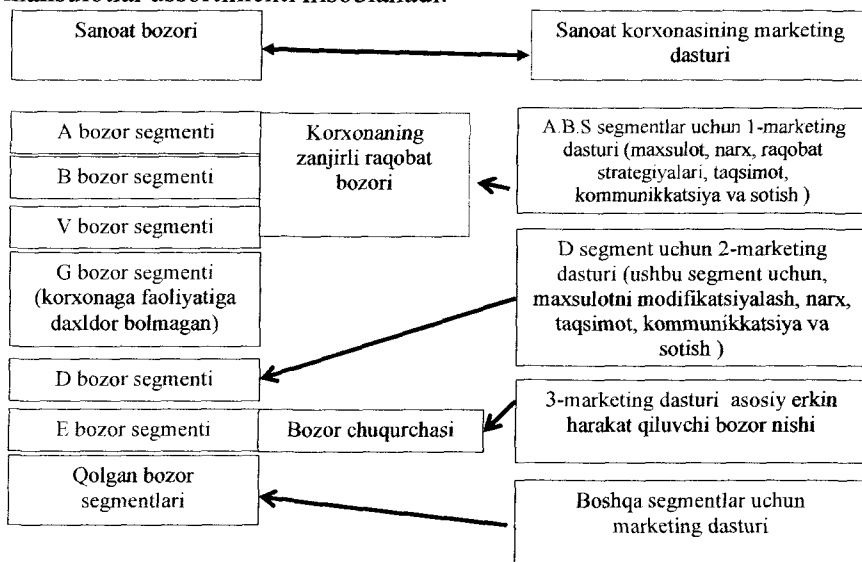 mahsulotlar assortimenti hisoblanadi.
Sanoat bozori
Sanoat korxonasining marketing
dasturi
A bozor segmenti
B bozor segmenti
V bozor segmenti
G bozor segmenti
(korxonaga faoliyatiga
daxldor bolmagan)
D bozor segmenti
E bozor segmenti
Qolgan bozor
segmentlari
Korxonaning
zanjirli raqobat
bozori
Bozor chuqurchasi
A.B.S segmentlar uchun 1-marketing
dasturi (maxsulot, narx, raqobat
strategiyalari, taqsimot,
kommunikkatsiya va sotish )
D segment uchun 2-marketing
dasturi (ushbu segment uchun,
maxsulotni modifikatsiyalash, narx,
taqsimot, kommunikkatsiya va
sotish )
3-marketing dasturi asosiy erkin
harakat qiluvchi bozor nishi
Boshqa segmentlar uchun
marketing dasturi